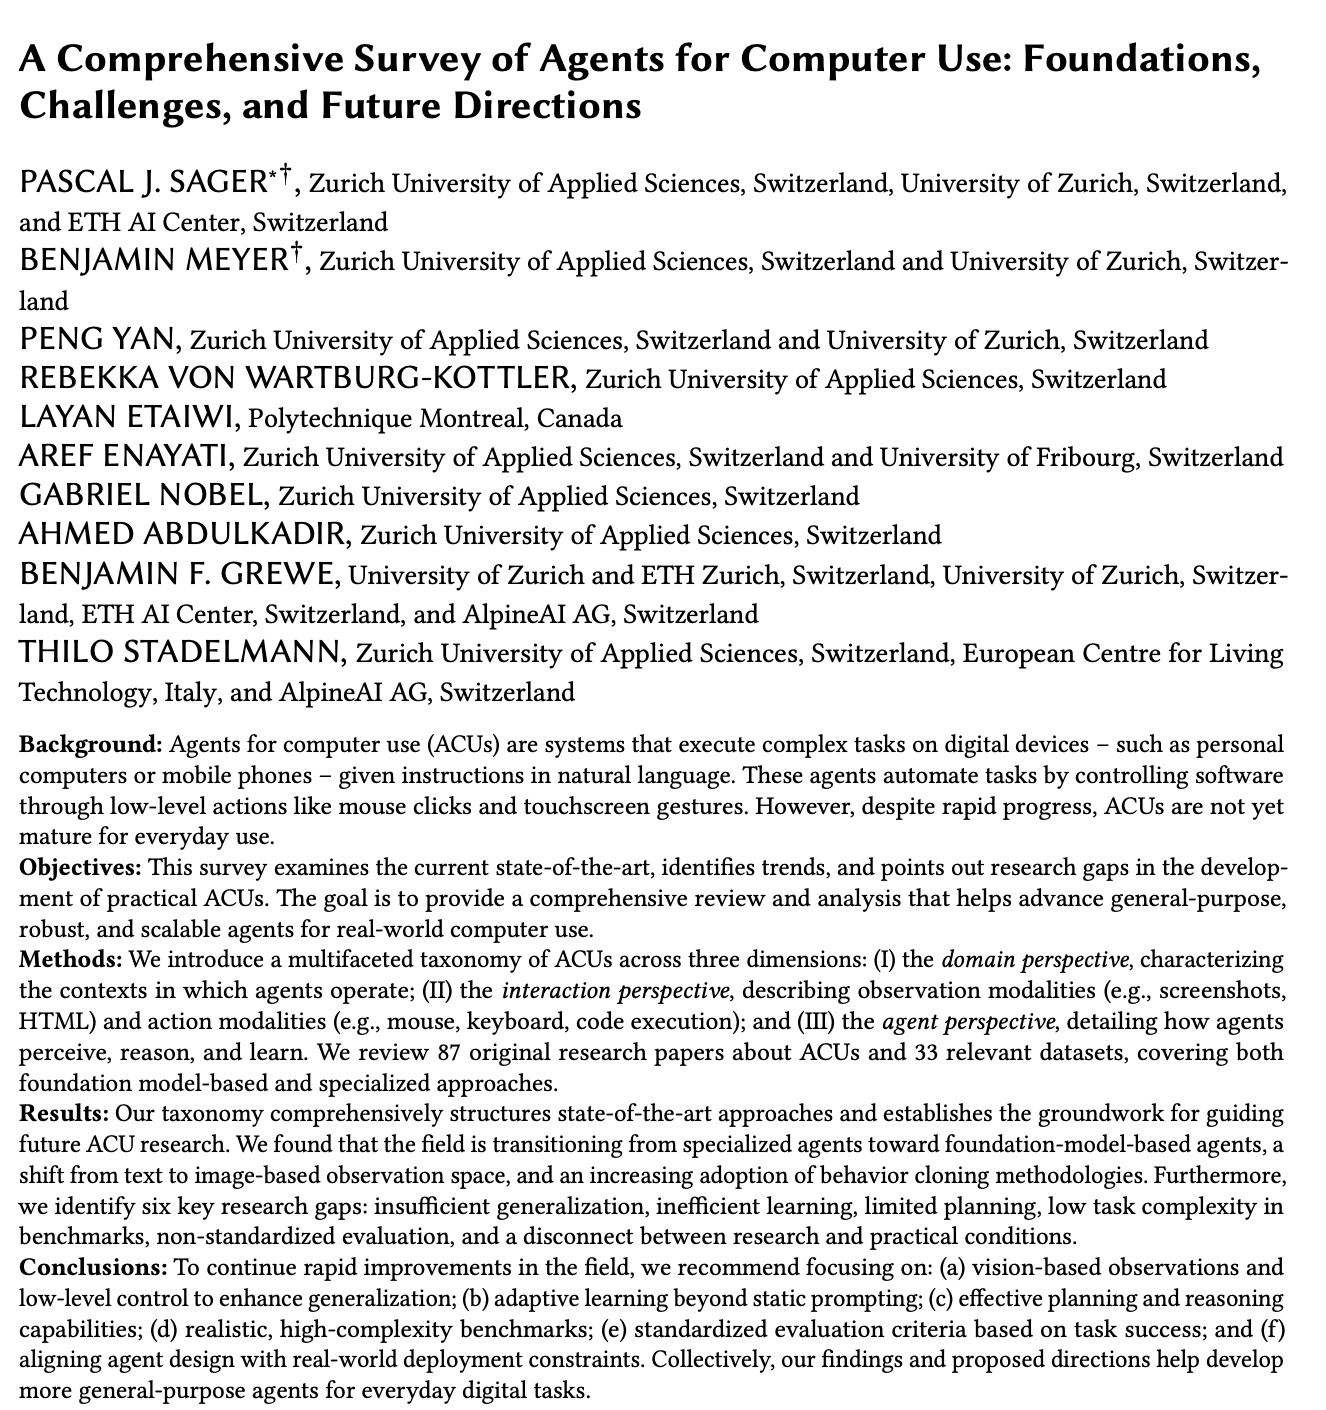 A Comprehensive Survey of Agents for Computer Use: Foundations,
Challenges, and Future Directions
PASCAL J. SAGER*†, Zurich University of Applied Sciences, Switzerland, University of Zurich, Switzerland,
and ETH AI Center, Switzerland
BENJAMIN MEYER†, Zurich University of Applied Sciences, Switzerland and University of Zurich, Switzer-
land
PENG YAN, Zurich University of Applied Sciences, Switzerland and University of Zurich, Switzerland
REBEKKA VON WARTBURG-KOTTLER, Zurich University of Applied Sciences, Switzerland
LAYAN ETAIWI, Polytechnique Montreal, Canada
AREF ENAYATI, Zurich University of Applied Sciences, Switzerland and University of Fribourg, Switzerland
GABRIEL NOBEL, Zurich University of Applied Sciences, Switzerland
AHMED ABDULKADIR, Zurich University of Applied Sciences, Switzerland
BENJAMIN F. GREWE, University of Zurich and ETH Zurich, Switzerland, University of Zurich, Switzer-
land, ETH AI Center, Switzerland, and AlpineAI AG, Switzerland
THILO STADELMANN, Zurich University of Applied Sciences, Switzerland, European Centre for Living
Technology, Italy, and AlpineAI AG, Switzerland
Background: Agents for computer use (ACUs) are systems that execute complex tasks on digital devices – such as personal
computers or mobile phones – given instructions in natural language. These agents automate tasks by controlling software
through low-level actions like mouse clicks and touchscreen gestures. However, despite rapid progress, ACUs are not yet
mature for everyday use.
Objectives: This survey examines the current state-of-the-art, identifies trends, and points out research gaps in the develop-
ment of practical ACUs. The goal is to provide a comprehensive review and analysis that helps advance general-purpose,
robust, and scalable agents for real-world computer use.
Methods: We introduce a multifaceted taxonomy of ACUs across three dimensions: (I) the domain perspective, characterizing
the contexts in which agents operate; (II) the interaction perspective, describing observation modalities (e.g., screenshots,
HTML) and action modalities (e.g., mouse, keyboard, code execution); and (III) the agent perspective, detailing how agents
perceive, reason, and learn. We review 87 original research papers about ACUs and 33 relevant datasets, covering both
foundation model-based and specialized approaches.
Results: Our taxonomy comprehensively structures state-of-the-art approaches and establishes the groundwork for guiding
future ACU research. We found that the field is transitioning from specialized agents toward foundation-model-based agents, a
shift from text to image-based observation space, and an increasing adoption of behavior cloning methodologies. Furthermore,
we identify six key research gaps: insufficient generalization, inefficient learning, limited planning, low task complexity in
benchmarks, non-standardized evaluation, and a disconnect between research and practical conditions.
Conclusions: To continue rapid improvements in the field, we recommend focusing on: (a) vision-based observations and
low-level control to enhance generalization; (b) adaptive learning beyond static prompting; (c) effective planning and reasoning
capabilities; (d) realistic, high-complexity benchmarks; (e) standardized evaluation criteria based on task success; and (f)
aligning agent design with real-world deployment constraints. Collectively, our findings and proposed directions help develop
more general-purpose agents for everyday digital tasks.